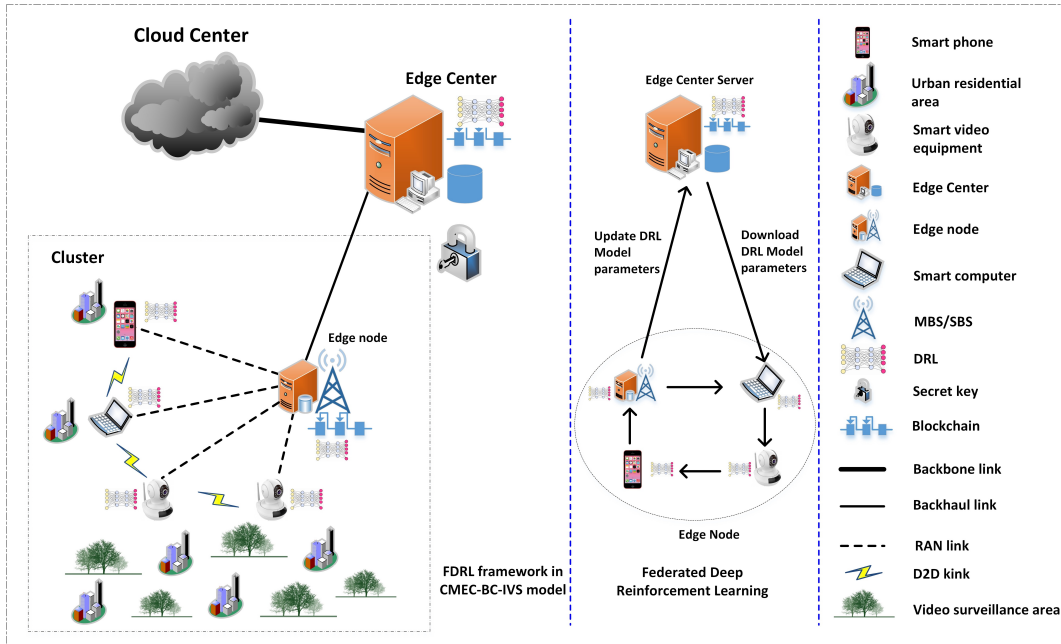 Cloud Center
Edge Center
Cluster
Edge node
FDRL framework in
CMEC-BC-IVS model
Edge Center Server
Update DRL
Model
parameters
Download
DRL Model
parameters
Edge Node
Federated Deep
Reinforcement Learning
Smart phone
Urban residential
area
Smart video
equipment
Edge Center
Edge node
Smart computer
MBS/SBS
DRL
Secret key
Blockchain
Backbone link
Backhaul link
RAN link
D2D kink
Video surveillance area